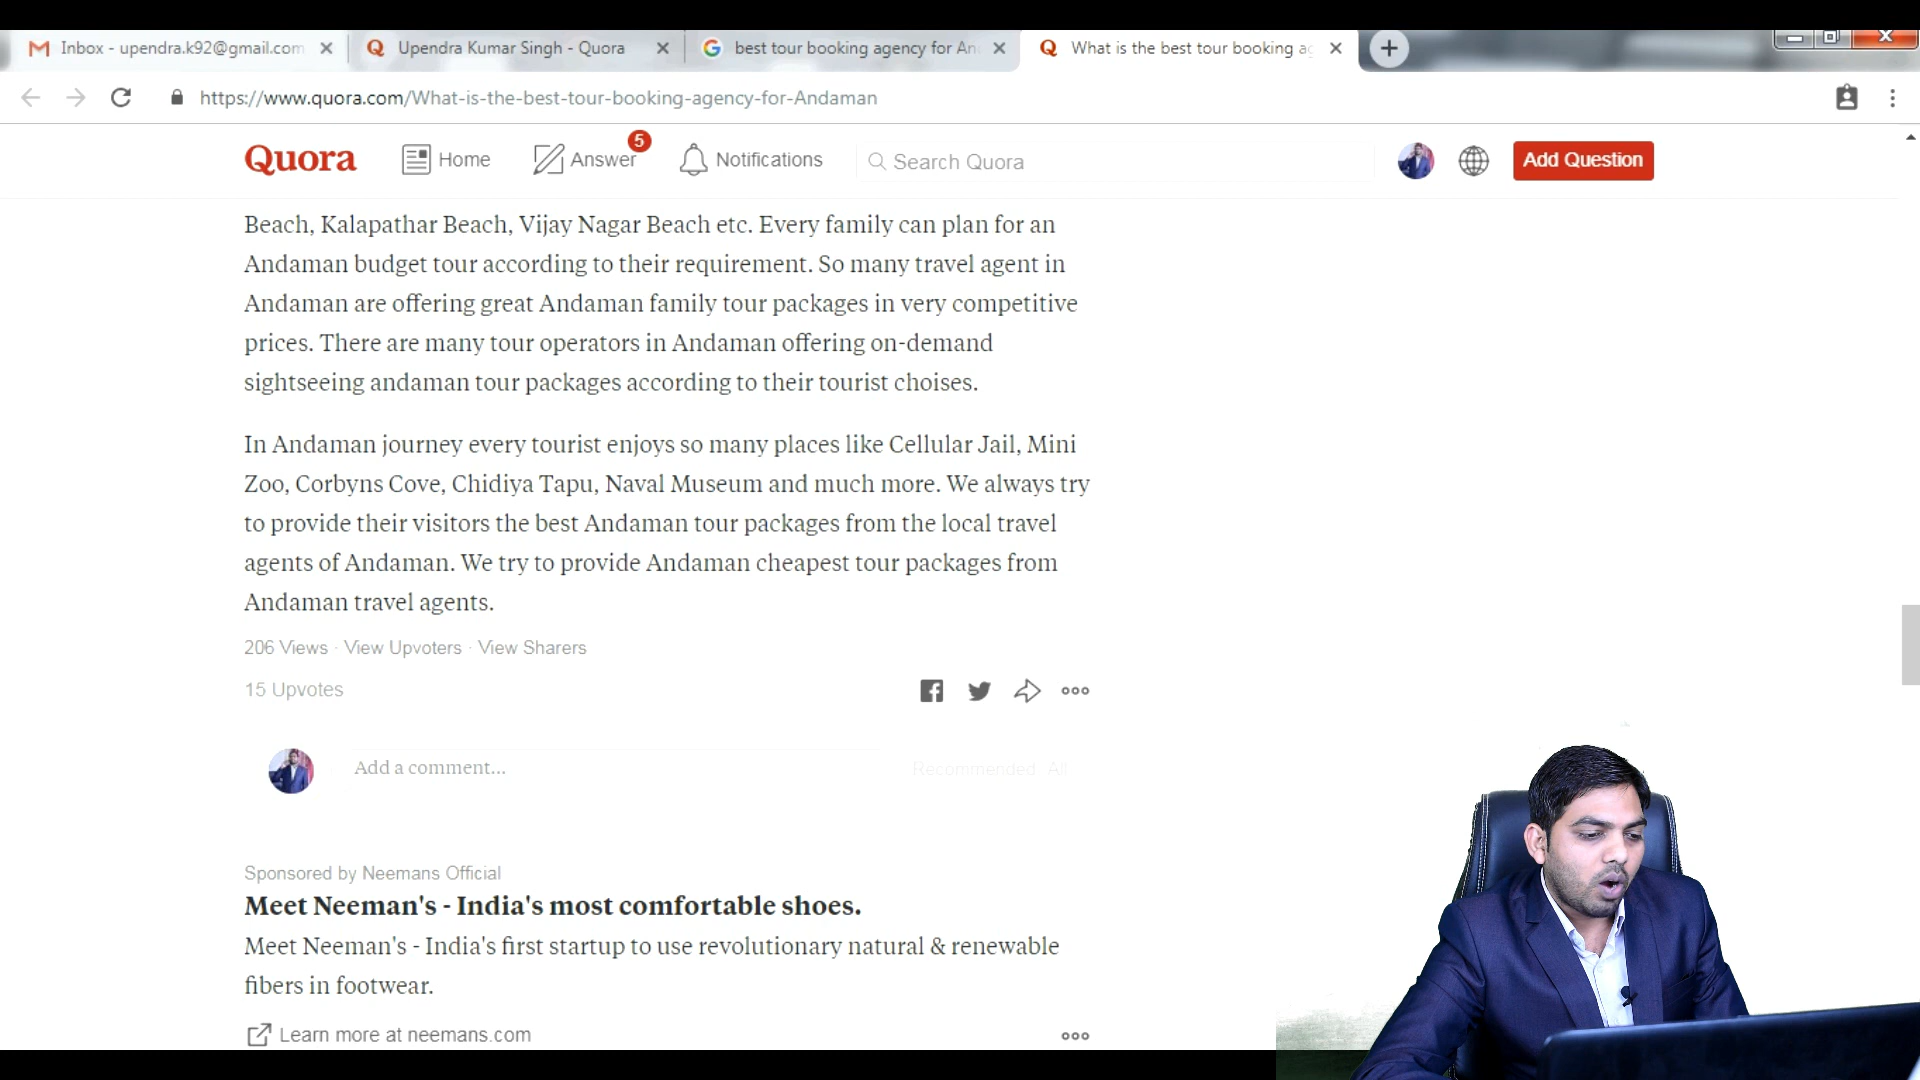 Inbox - upendra.k92@gmail.com
Upendra Kumar Singh - Quora
best tour booking agency for An
What is the best tour booking ag
https://www.quora.com/What-is-the-best-tour-booking-agency-for-Andaman
Quora
Home
Answer
5
Notifications
Search Quora
Add Question
Beach, Kalapathar Beach, Vijay Nagar Beach etc. Every family can plan for an
Andaman budget tour according to their requirement. So many travel agent in
Andaman are offering great Andaman family tour packages in very competitive
prices. There are many tour operators in Andaman offering on-demand
sightseeing andaman tour packages according to their tourist choises.
In Andaman journey every tourist enjoys so many places like Cellular Jail, Mini
Zoo, Corbyns Cove, Chidiya Tapu, Naval Museum and much more. We always try
to provide their visitors the best Andaman tour packages from the local travel
agents of Andaman. We try to provide Andaman cheapest tour packages from
Andaman travel agents.
206 Views · View Upvoters · View Sharers
15 Upvotes
Add a comment...
Recommended All
Sponsored by Neemans Official
Meet Neeman's - India's most comfortable shoes.
Meet Neeman's - India's first startup to use revolutionary natural & renewable
fibers in footwear.
Learn more at neemans.com